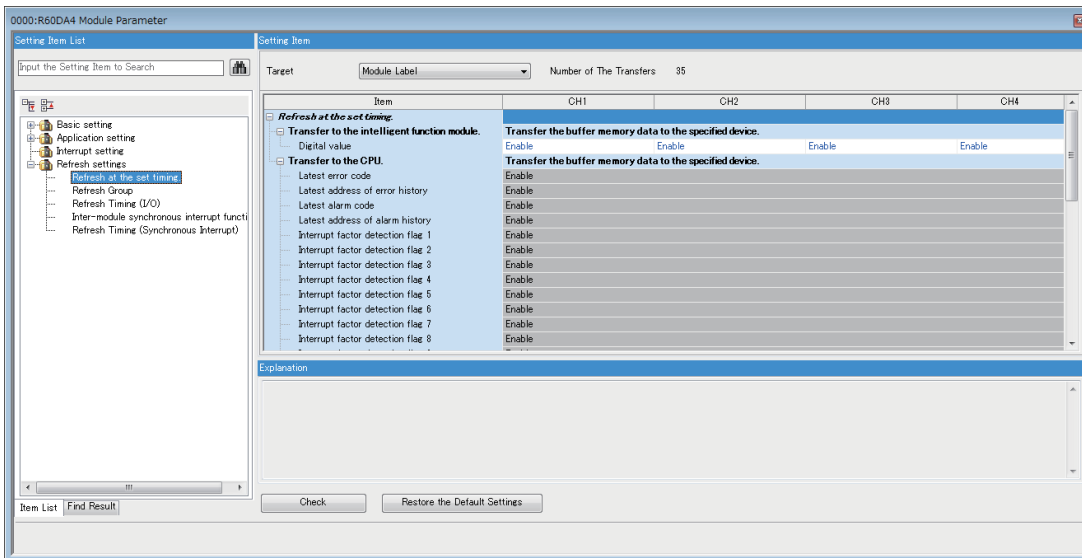 0000:R60DA4 Module Parameter
Setting Item List
Input the Setting Item to Search
Basic setting
Application setting
Interrupt setting
Refresh settings
Refresh at the set timing.
Refresh Group
Refresh Timing (I/O)
Inter-module synchronous interrupt functi
Refresh Timing (Synchronous Interrupt)
Item List Find Result
Setting Item
Target Module Label Number of The Transfers 35
Item CH1 CH2 CH3 CH4
Refresh at the set timing.
Transfer to the intelligent function module. Transfer the buffer memory data to the specified device.
Digital value Enable Enable Enable Enable
Transfer to the CPU. Transfer the buffer memory data to the specified device.
Latest error code Enable
Latest address of error history Enable
Latest alarm code Enable
Latest address of alarm history Enable
Interrupt factor detection flag 1 Enable
Interrupt factor detection flag 2 Enable
Interrupt factor detection flag 3 Enable
Interrupt factor detection flag 4 Enable
Interrupt factor detection flag 5 Enable
Interrupt factor detection flag 6 Enable
Interrupt factor detection flag 7 Enable
Interrupt factor detection flag 8 Enable
Explanation
Check Restore the Default Settings